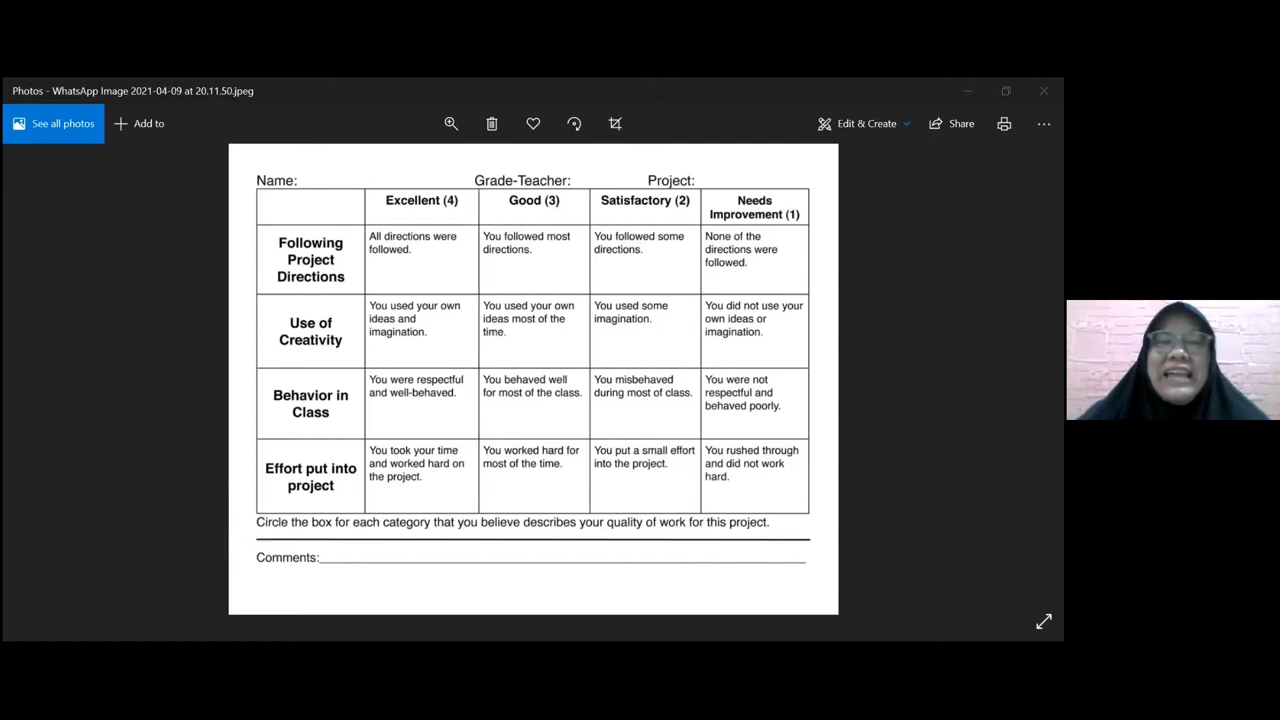 Photos - WhatsApp Image 2021-04-09 at 20.11.50.jpeg
See all photos
Add to
Edit & Create
Share
Name:
Grade-Teacher:
Project:
Excellent (4)
Good (3)
Satisfactory (2)
Needs
Improvement (1)
Following
Project
Directions
All directions were
followed.
You followed most
directions.
You followed some
directions.
None of the
directions were
followed.
Use of
Creativity
You used your own
ideas and
imagination.
You used your own
ideas most of the
time.
You used some
imagination.
You did not use your
own ideas or
imagination.
Behavior in
Class
You were respectful
and well-behaved.
You behaved well
for most of the class.
You misbehaved
during most of class.
You were not
respectful and
behaved poorly.
Effort put into
project
You took your time
and worked hard on
the project.
You worked hard for
most of the time.
You put a small effort
into the project.
You rushed through
and did not work
hard.
Circle the box for each category that you believe describes your quality of work for this project.
Comments: